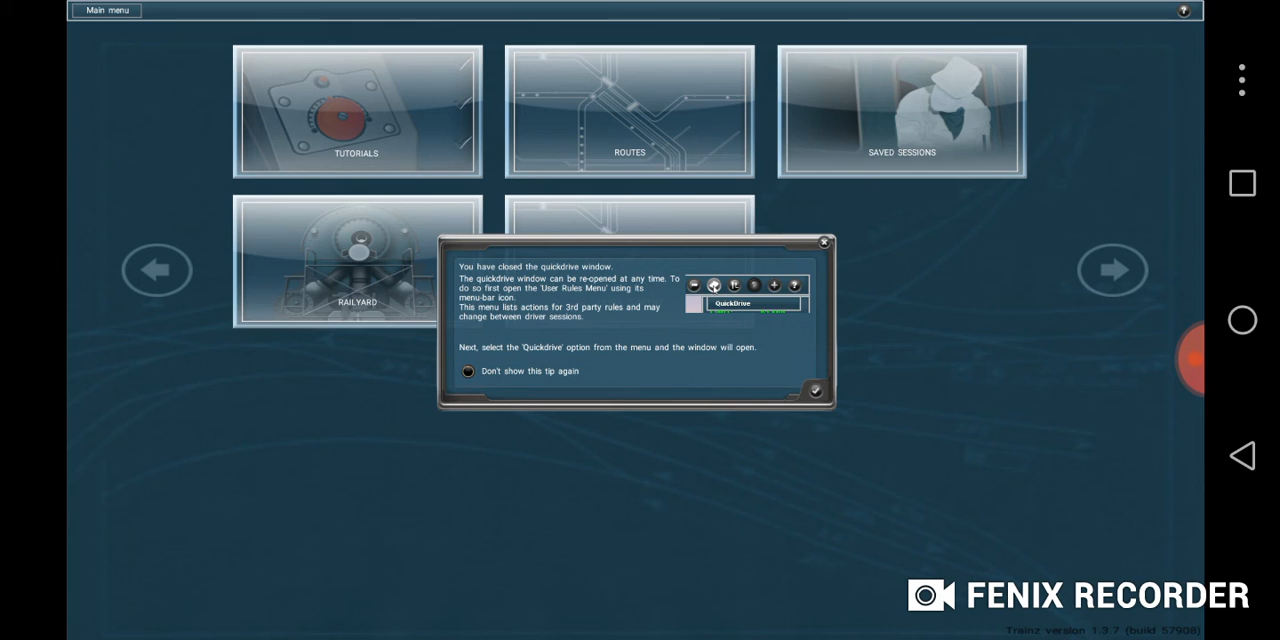 Main menu
?
TUTORIALS
ROUTES
SAVED SESSIONS
RAILYARD
You have closed the quickdrive window.
The quickdrive window can be re-opened at any time. To
do so first open the 'User Rules Menu' using its
menu-bar icon.
This menu lists actions for 3rd party rules and may
change between driver sessions.
QuickDrive
Next, select the 'Quickdrive' option from the menu and the window will open.
Don't show this tip again
FENIX RECORDER
Trainz version 1.3.7 (build 57908)